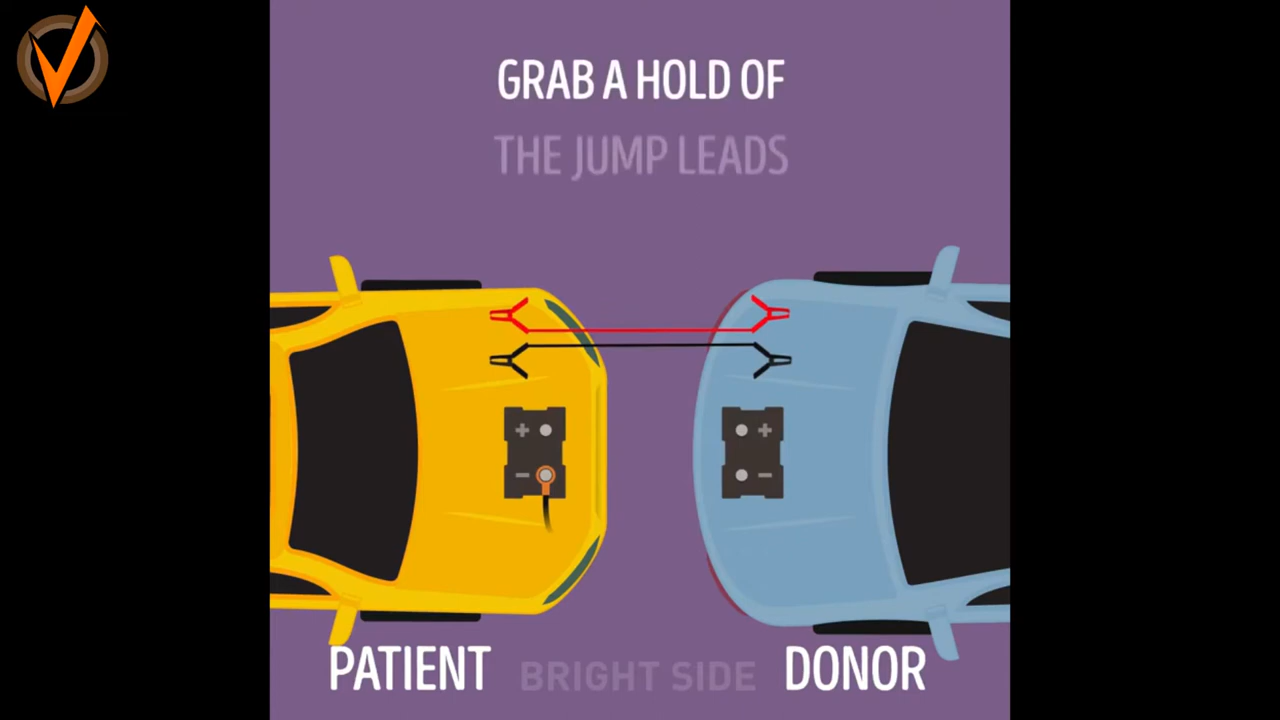 GRAB A HOLD OF
THE JUMP LEADS
+
+
-
-
PATIENT BRIGHT SIDE DONOR